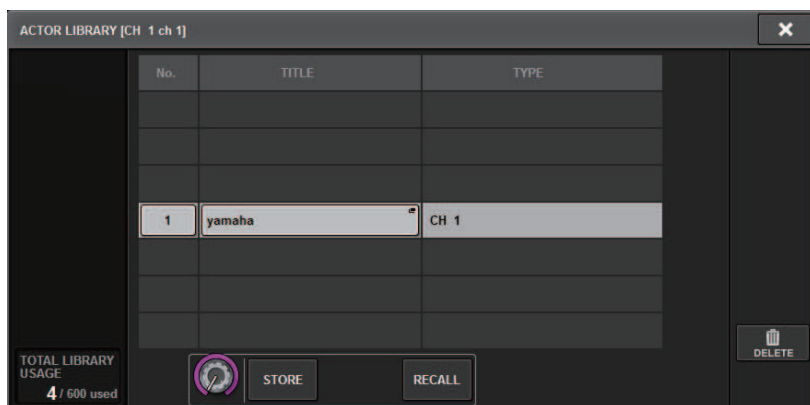 ACTOR LIBRARY [CH 1 ch 1]
No. TITLE TYPE
1 yamaha CH 1
DELETE
TOTAL LIBRARY
USAGE
4 / 600 used
STORE RECALL